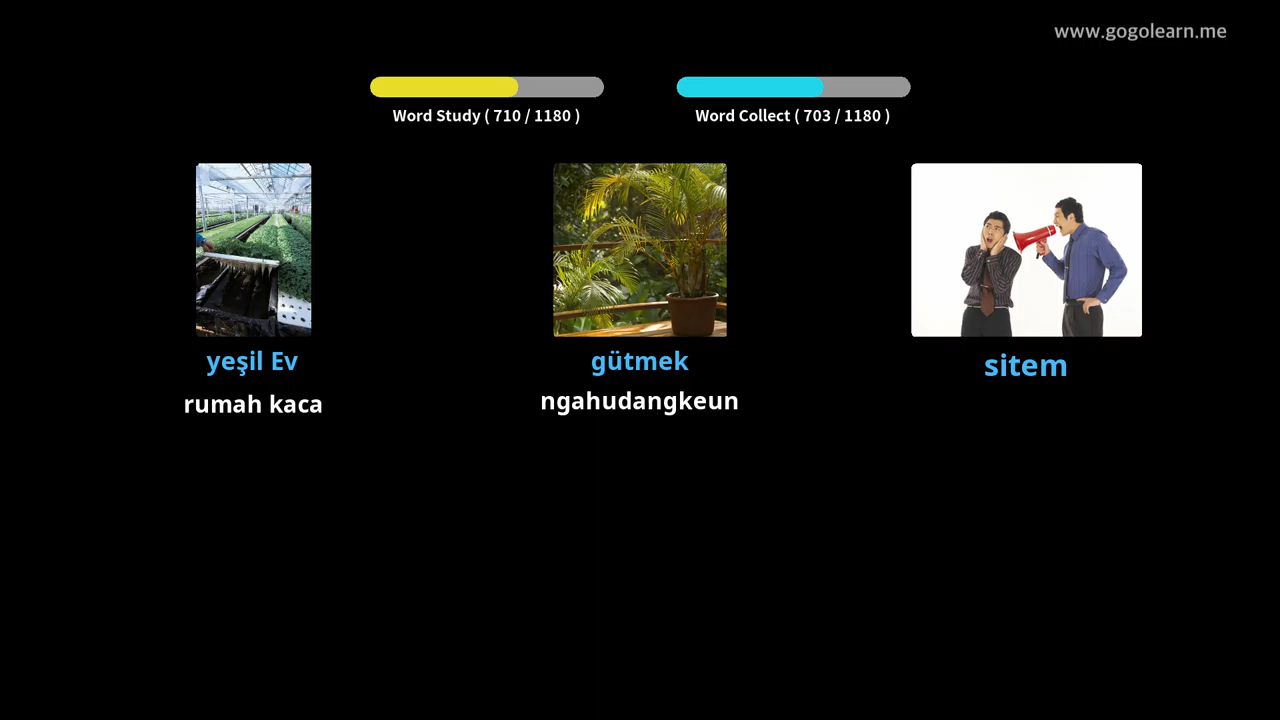 www.gogolearn.me
Word Study ( 710 / 1180 )
Word Collect ( 703 / 1180 )
yeşil Ev
gütmek
sitem
rumah kaca
ngahudangkeun